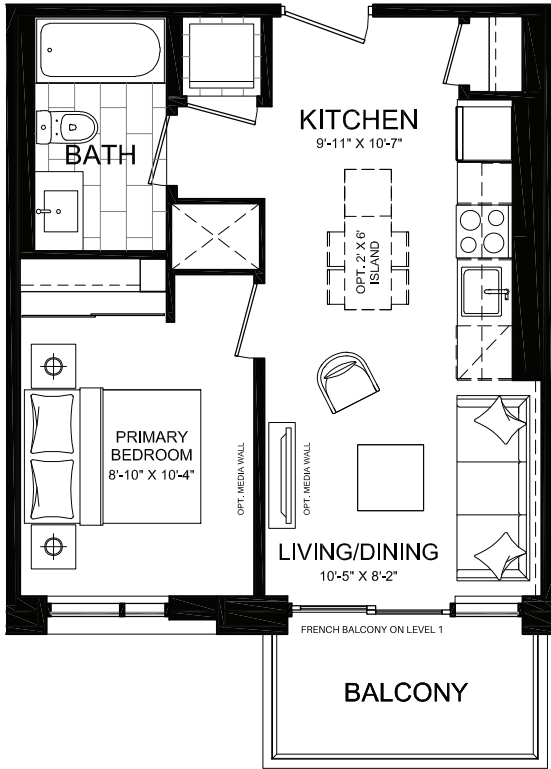 KITCHEN
9'-11" X 10'-7"
BATH
OPT. 2' X 6'
ISLAND
PRIMARY
BEDROOM
8'-10" X 10'-4"
OPT. MEDIA WALL
OPT. MEDIA WALL
LIVING/DINING
10'-5" X 8'-2"
FRENCH BALCONY ON LEVEL 1
BALCONY